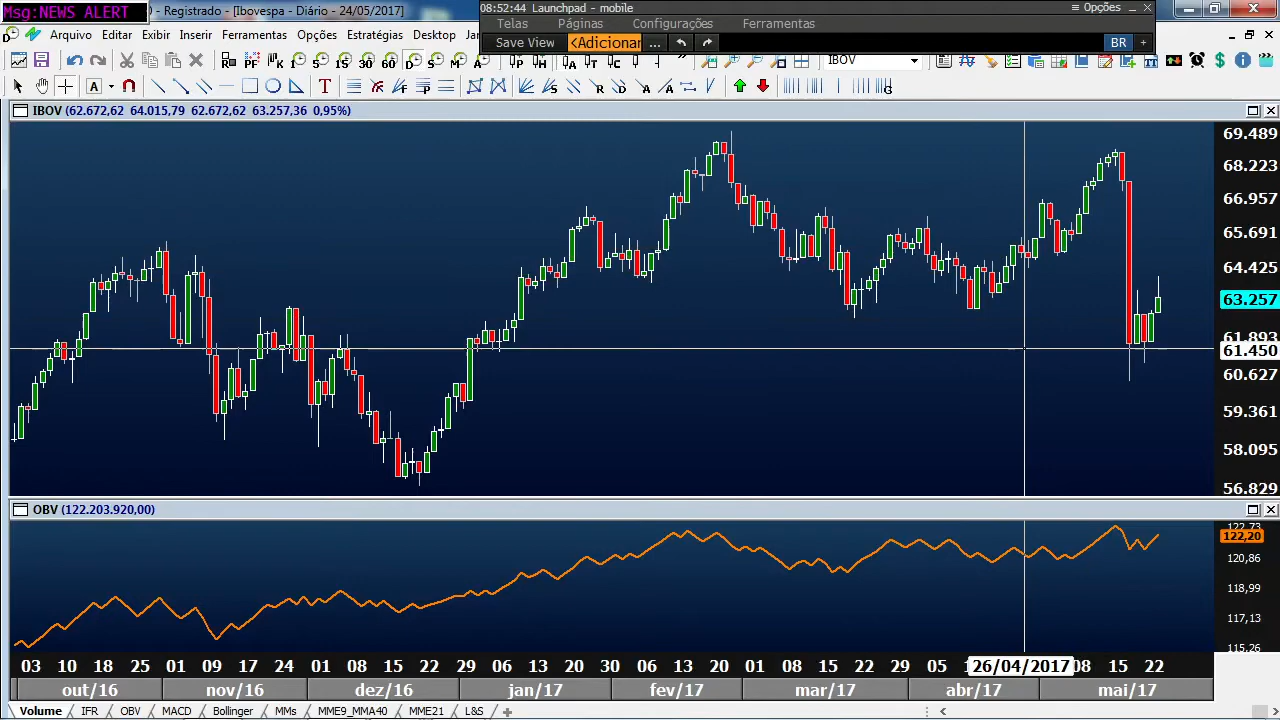 Msg:NEWS ALERT
) - Registrado - [Ibovespa - Diário - 24/05/2017]
08:52:44 Launchpad - mobile
Opções
Telas Páginas Configurações Ferramentas
Save View <Adicionar ... BR +
Arquivo Editar Exibir Inserir Ferramentas Opções Estratégias Desktop
IBOV
IBOV (62.672,62 64.015,79 62.672,62 63.257,36 0,95%)
69.489
68.223
66.957
65.691
64.425
63.257
61.893
61.450
60.627
59.361
58.095
56.829
OBV (122.203.920,00)
122,73
122,20
120,86
118,99
117,13
115,26
03 10 18 25 01 09 17 24 01 08 15 22 29 06 13 20 30 06 13 20 01 08 15 22 29 05 26/04/2017 08 15 22
out/16 nov/16 dez/16 jan/17 fev/17 mar/17 abr/17 mai/17
Volume IFR OBV MACD Bollinger MMs MME9_MMA40 MME21 L&S